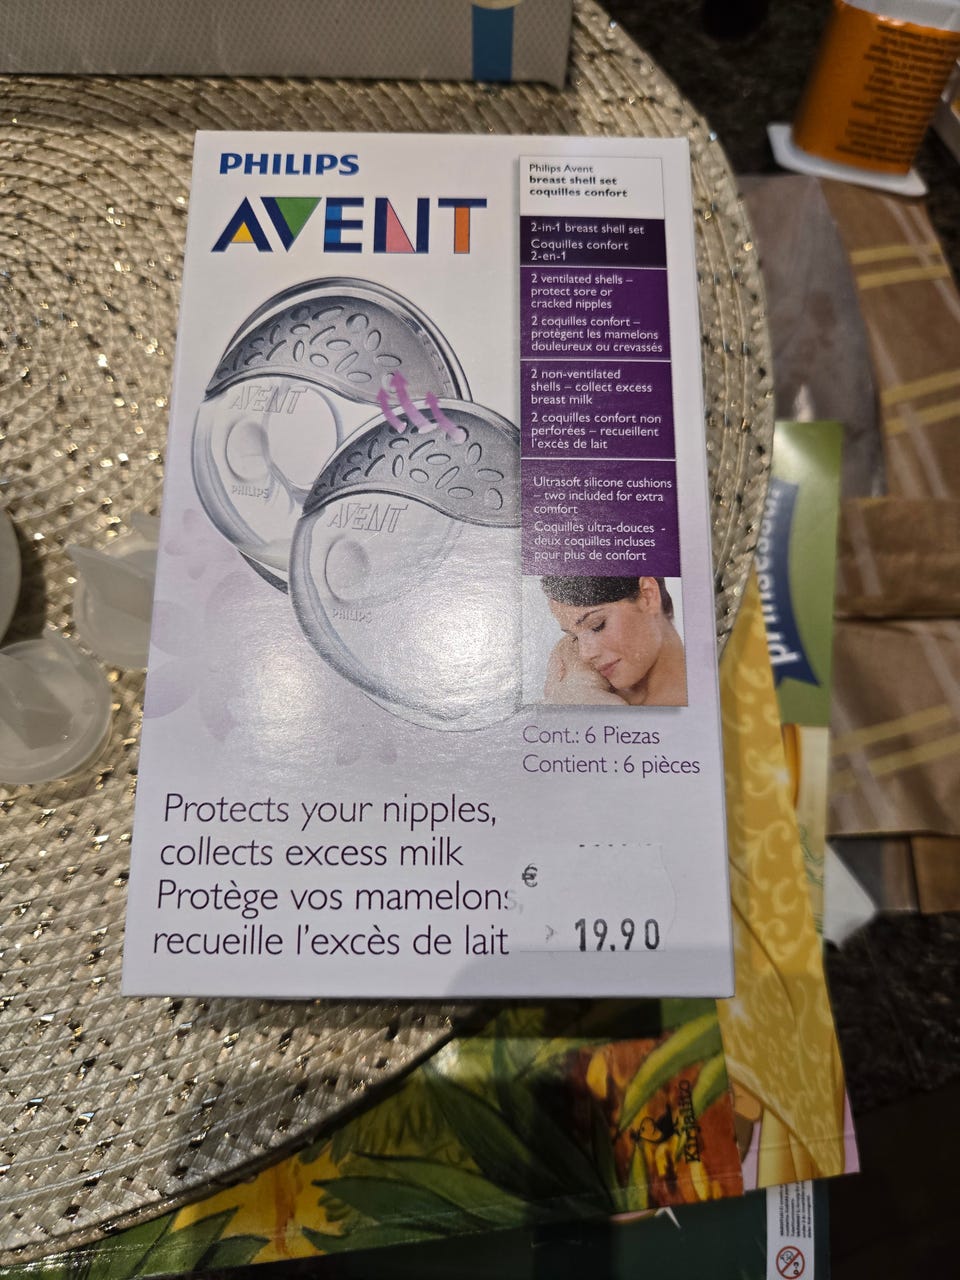 PHILIPS
AVENT
Philips Avent
breast shell set
coquilles confort
2-in-1 breast shell set
Coquilles confort
2-en-1
2 ventilated shells –
protect sore or
cracked nipples
2 coquilles confort –
protègent les mamelons
douleureux ou crevassés
2 non-ventilated
shells – collect excess
breast milk
2 coquilles confort non
perforées – recueillent
l'excès de lait
Ultrasoft silicone cushions
– two included for extra
comfort
Coquilles ultra-douces -
deux coquilles incluses
pour plus de confort
AVENT
PHILIPS
AVENT
PHILIPS
Cont.: 6 Piezas
Contient : 6 pièces
Protects your nipples,
collects excess milk
Protège vos mamelons,
recueille l'excès de lait
€
19.90
0-3